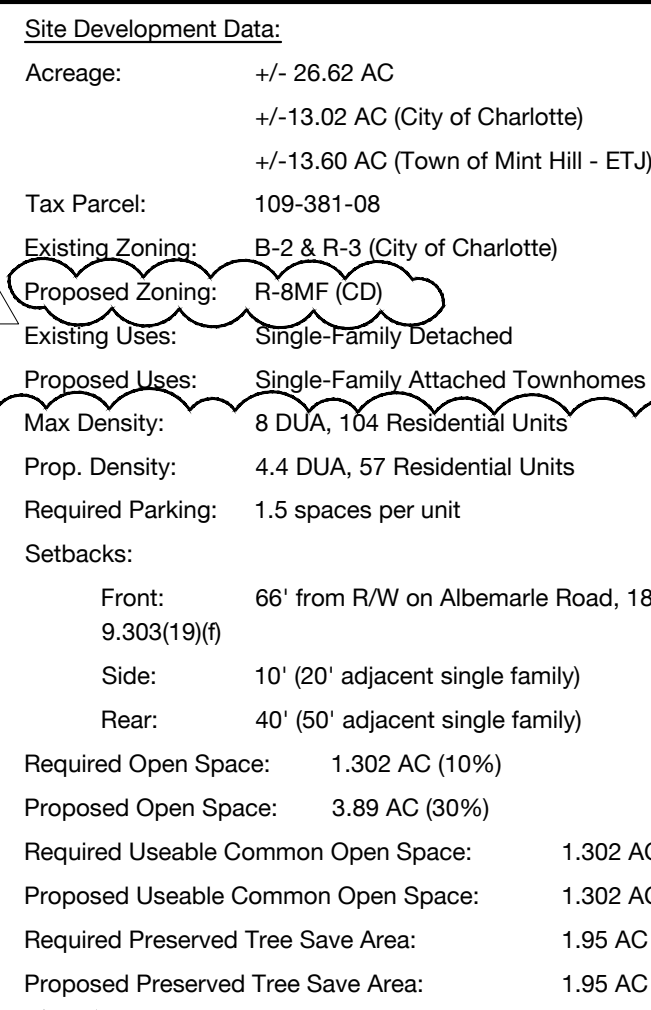 Site Development Data:
Acreage: +/- 26.62 AC
+/-13.02 AC (City of Charlotte)
+/-13.60 AC (Town of Mint Hill - ETJ)
Tax Parcel: 109-381-08
Existing Zoning: B-2 & R-3 (City of Charlotte)
Proposed Zoning: R-8MF (CD)
Existing Uses: Single-Family Detached
Proposed Uses: Single-Family Attached Townhomes
Max Density: 8 DUA, 104 Residential Units
Prop. Density: 4.4 DUA, 57 Residential Units
Required Parking: 1.5 spaces per unit
Setbacks:
Front: 66' from R/W on Albemarle Road, 18
9.303(19)(f)
Side: 10' (20' adjacent single family)
Rear: 40' (50' adjacent single family)
Required Open Space: 1.302 AC (10%)
Proposed Open Space: 3.89 AC (30%)
Required Useable Common Open Space: 1.302 AC
Proposed Useable Common Open Space: 1.302 AC
Required Preserved Tree Save Area: 1.95 AC
Proposed Preserved Tree Save Area: 1.95 AC